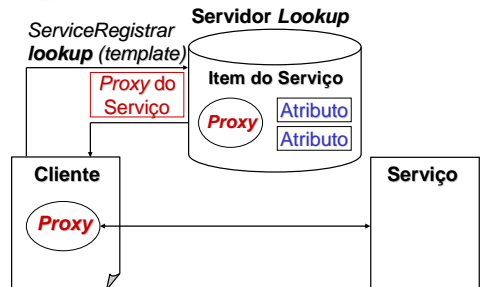 Servidor Lookup
ServiceRegistrar
lookup (template)
Proxy do
Serviço
Item do Serviço
Proxy
Atributo
Atributo
Cliente
Proxy
Serviço